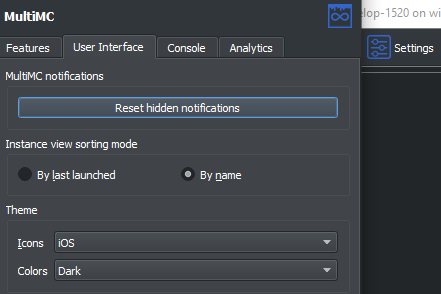 MultiMC
elop-1520 on wi
Features User Interface Console Analytics
Settings
MultiMC notifications
Reset hidden notifications
Instance view sorting mode
By last launched By name
Theme
Icons iOS
Colors Dark